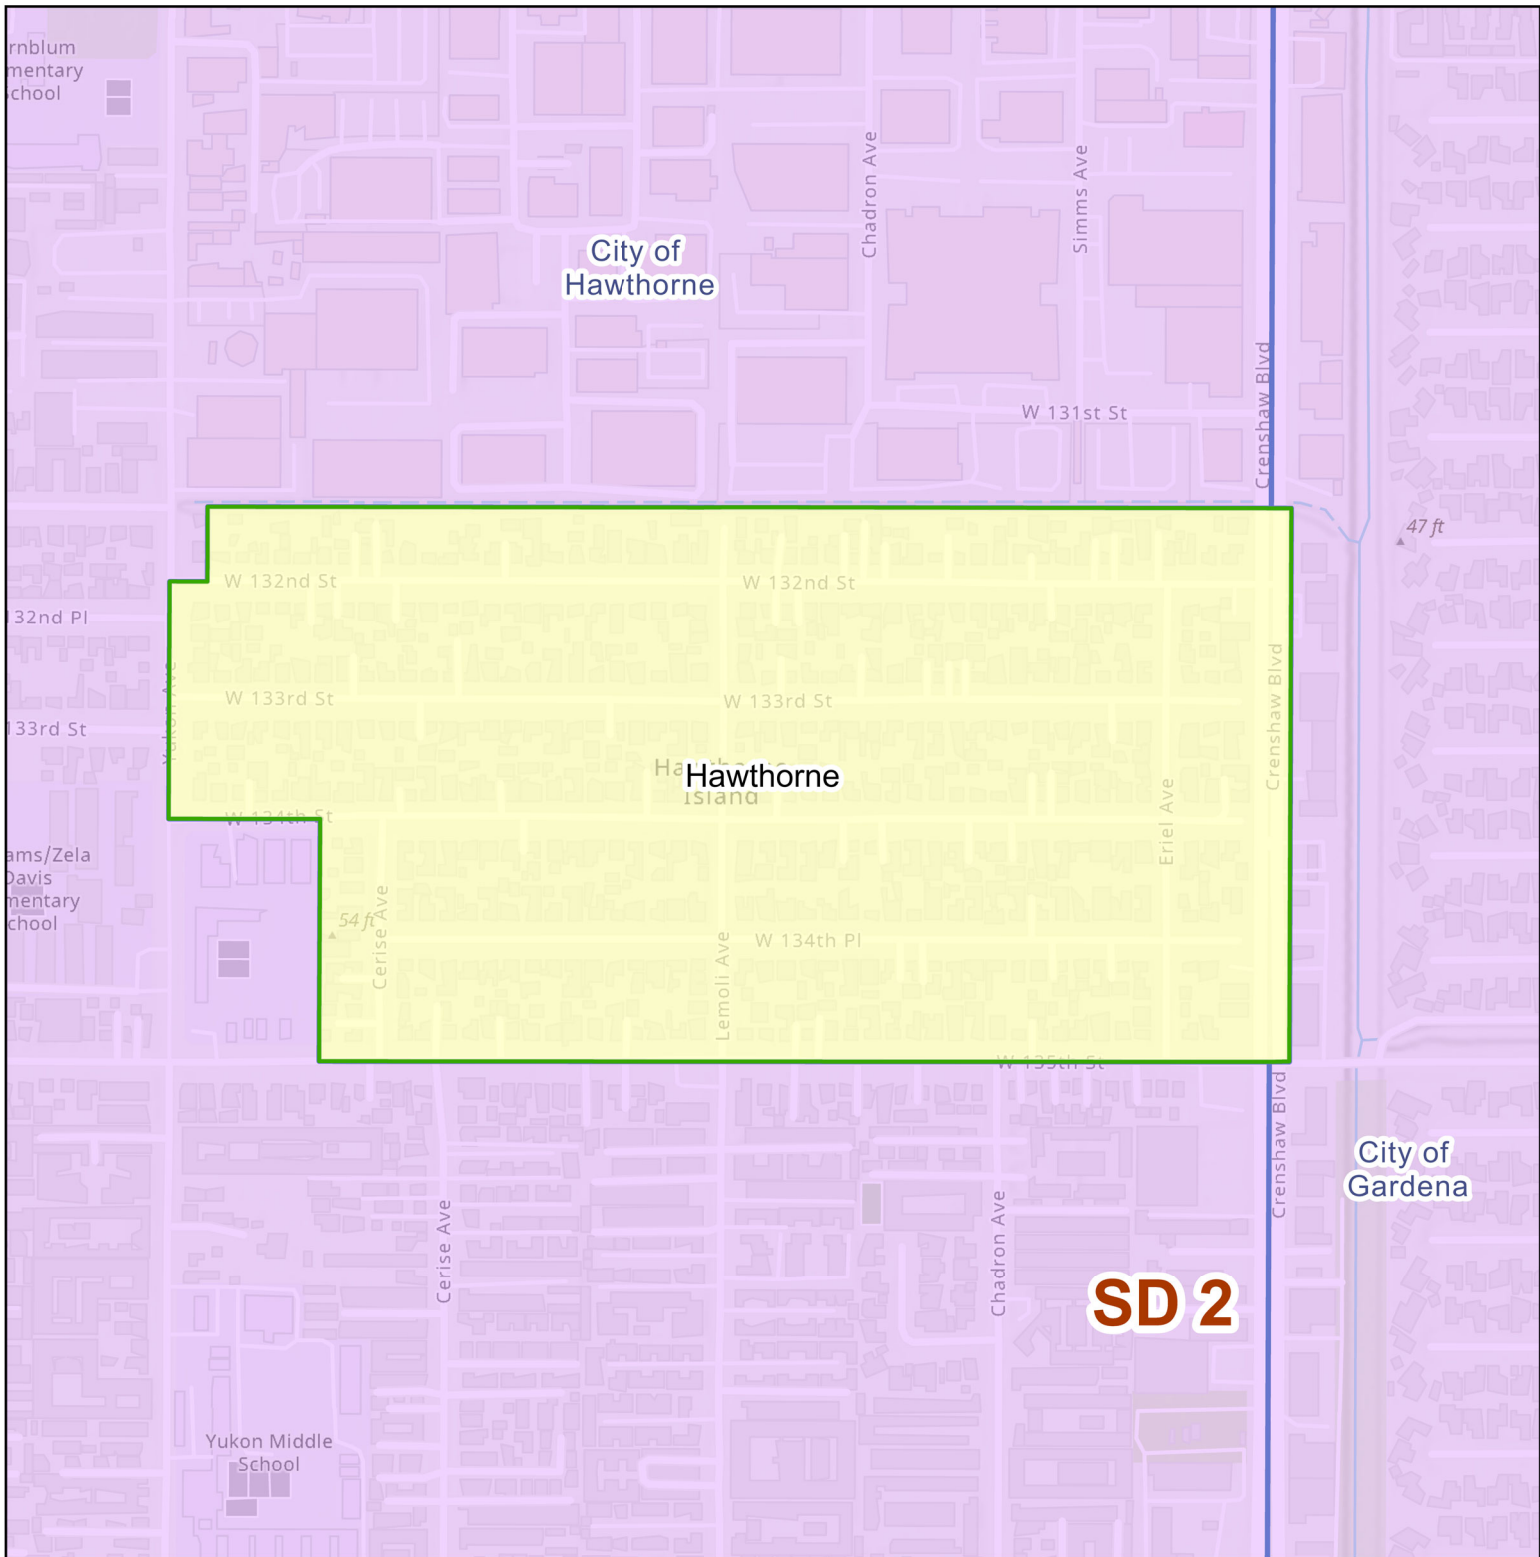 rnblum
mentary
School
City of
Hawthorne
Chadron Ave
Simms Ave
Crenshaw Blvd
W 131st St
47 ft
W 132nd St
W 132nd St
132nd Pl
Yukon Ave
W 133rd St
W 133rd St
133rd St
Crenshaw Blvd
Hawthorne
Island
W 134th St
Eriel Ave
ams/Zela
Davis
mentary
chool
54 ft
Cerise Ave
W 134th Pl
Lemoli Ave
W 135th St
Crenshaw Blvd
City of
Gardena
Cerise Ave
Chadron Ave
SD 2
Yukon Middle
School